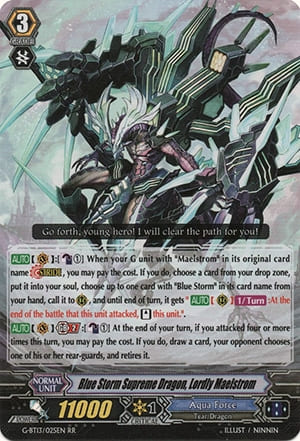 3
GRADE
Go forth, young hero! I will clear the path for you!
AUTO : When your G unit with "Maelstrom" in its original card
name STRIDE, you may pay the cost. If you do, choose a card from your drop zone,
put it into your soul, choose up to one card with "Blue Storm" in its card name
from your hand, call it to , and until end of turn, it gets " 1/Turn :At the
end of the battle that this unit attacked, this unit".
AUTO : At the end of your turn, if you attacked four or more
times this turn, you may pay the cost. If you do, draw a card, your opponent chooses
one of his or her rear-guards, and retires it.
NORMAL
UNIT
Blue Storm Supreme Dragon, Lordly Maelstrom
POWER
11000
1
CRITICAL
Aqua Force
Tear Dragon
G-BT13/025EN RR
ILLUST / NINNIN